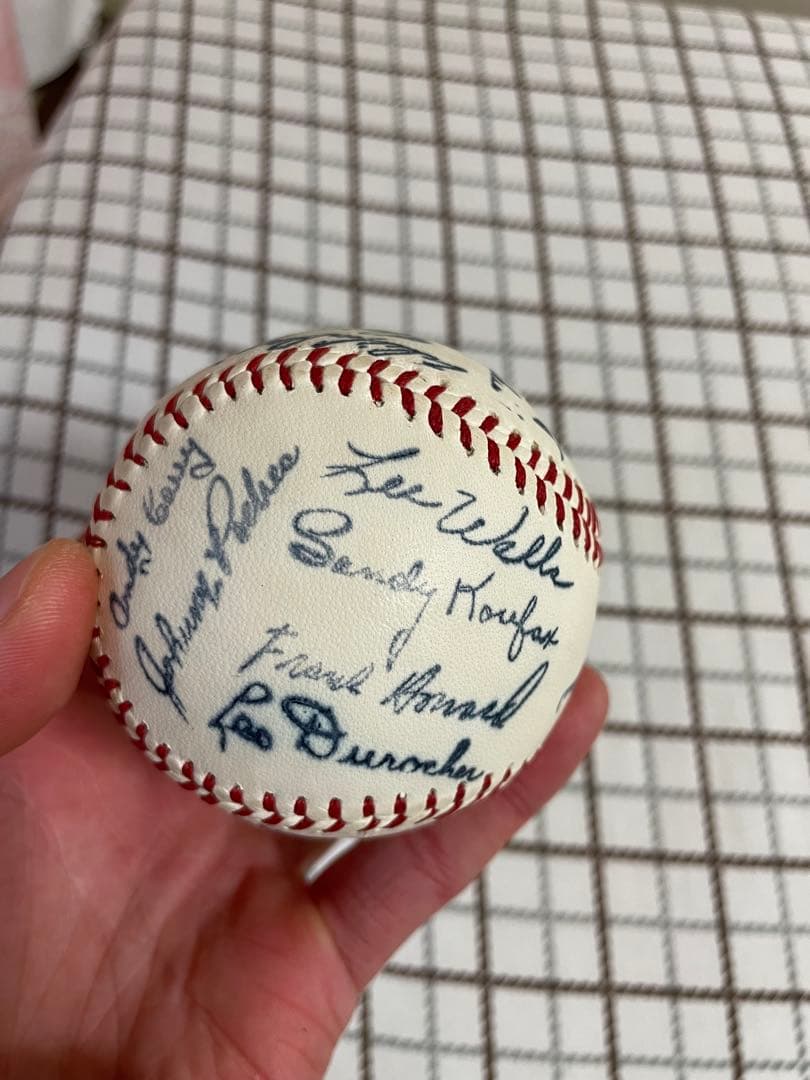 Andy Carey
Johnny Podres
Lee Walls
Sandy Koufax
Frank Howard
Leo Durocher